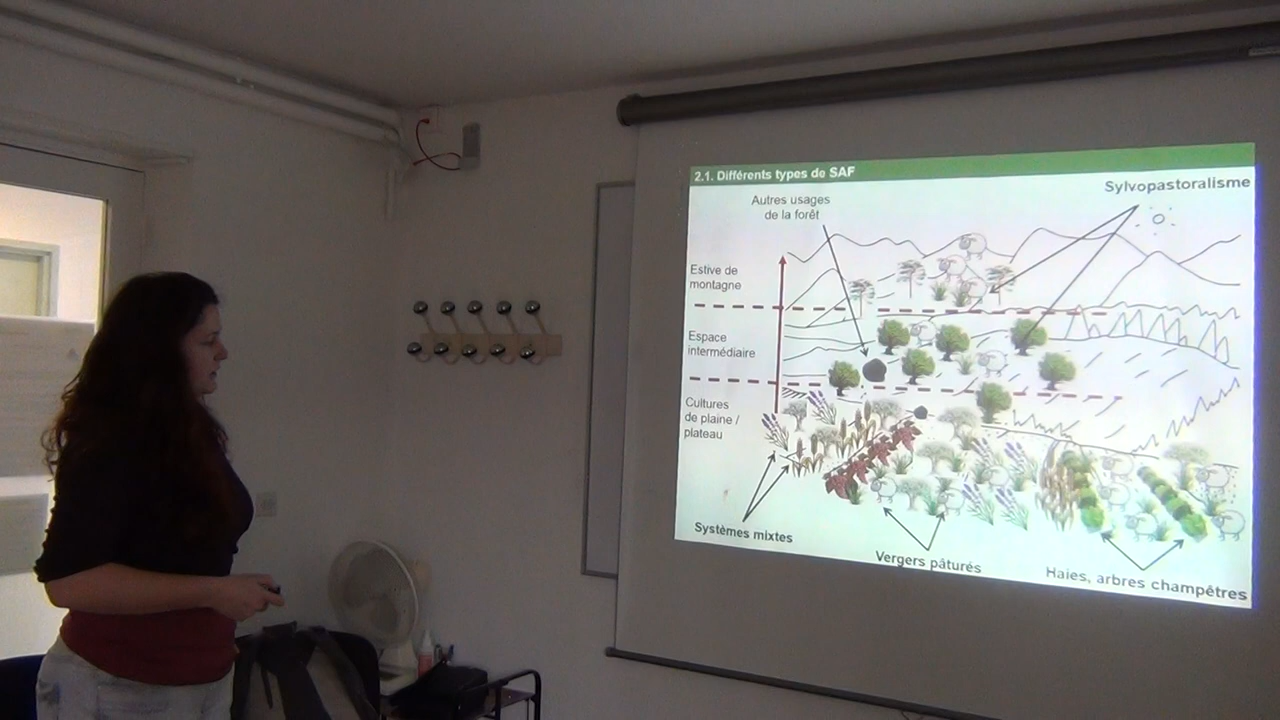 2.1. Différents types de SAF
Sylvopastoralisme
Autres usages
de la forêt
Estive de
montagne
Espace
intermédiaire
Cultures
de plaine /
plateau
Systèmes mixtes
Vergers pâturés
Haies, arbres champêtres